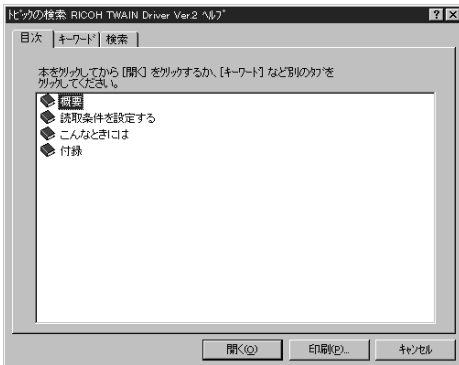 トピックの検索 RICOH TWAIN Driver Ver.2 ヘルプ
目次 キーワード 検索
本をクリックしてから [開く] をクリックするか、[キーワード] など別のタブを
クリックしてください。
概要
読取条件を設定する
こんなときには
付録
開く(O) 印刷(P)... キャンセル